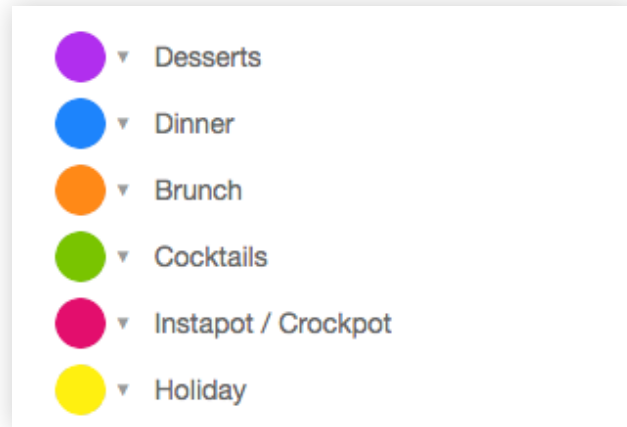 Desserts
Dinner
Brunch
Cocktails
Instapot / Crockpot
Holiday